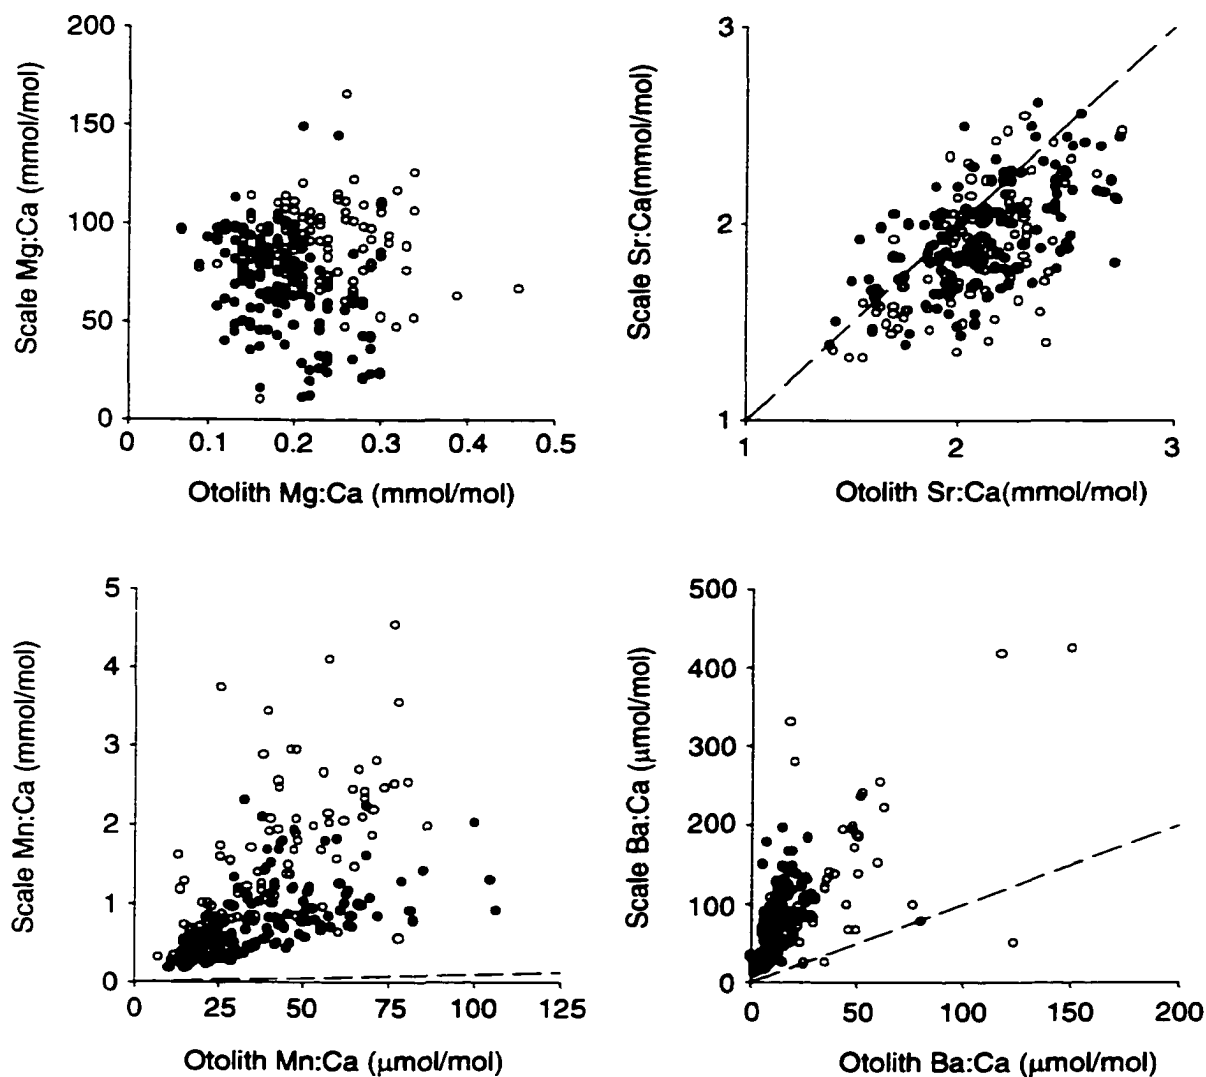 200
150
100
50
0
Scale Mg:Ca (mmol/mol)
0 0.1 0.2 0.3 0.4 0.5
Otolith Mg:Ca (mmol/mol)
3
2
1
Scale Sr:Ca(mmol/mol)
1 2 3
Otolith Sr:Ca(mmol/mol)
5
4
3
2
1
0
Scale Mn:Ca (mmol/mol)
0 25 50 75 100 125
Otolith Mn:Ca (μmol/mol)
500
400
300
200
100
0
Scale Ba:Ca (μmol/mol)
0 50 100 150 200
Otolith Ba:Ca (μmol/mol)